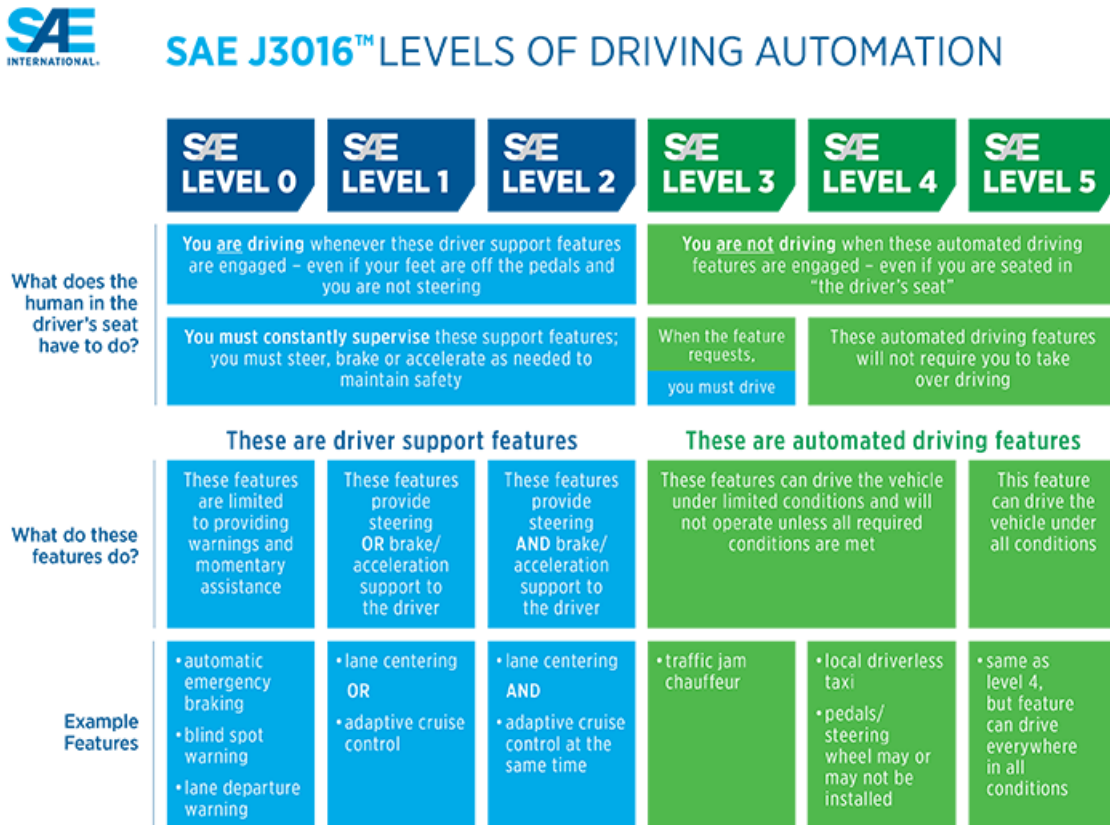 SAE
INTERNATIONAL®
SAE J3016™ LEVELS OF DRIVING AUTOMATION
SAE
LEVEL 0
SAE
LEVEL 1
SAE
LEVEL 2
SAE
LEVEL 3
SAE
LEVEL 4
SAE
LEVEL 5
What does the
human in the
driver's seat
have to do?
You are driving whenever these driver support features
are engaged – even if your feet are off the pedals and
you are not steering
You are not driving when these automated driving
features are engaged – even if you are seated in
"the driver's seat"
You must constantly supervise these support features;
you must steer, brake or accelerate as needed to
maintain safety
When the feature
requests,
you must drive
These automated driving features
will not require you to take
over driving
These are driver support features
These are automated driving features
What do these
features do?
These features
are limited
to providing
warnings and
momentary
assistance
These features
provide
steering
OR brake/
acceleration
support to
the driver
These features
provide
steering
AND brake/
acceleration
support to
the driver
These features can drive the vehicle
under limited conditions and will
not operate unless all required
conditions are met
This feature
can drive the
vehicle under
all conditions
Example
Features
• automatic
emergency
braking
• blind spot
warning
• lane departure
warning
• lane centering
OR
• adaptive cruise
control
• lane centering
AND
• adaptive cruise
control at the
same time
• traffic jam
chauffeur
• local driverless
taxi
• pedals/
steering
wheel may or
may not be
installed
• same as
level 4,
but feature
can drive
everywhere
in all
conditions